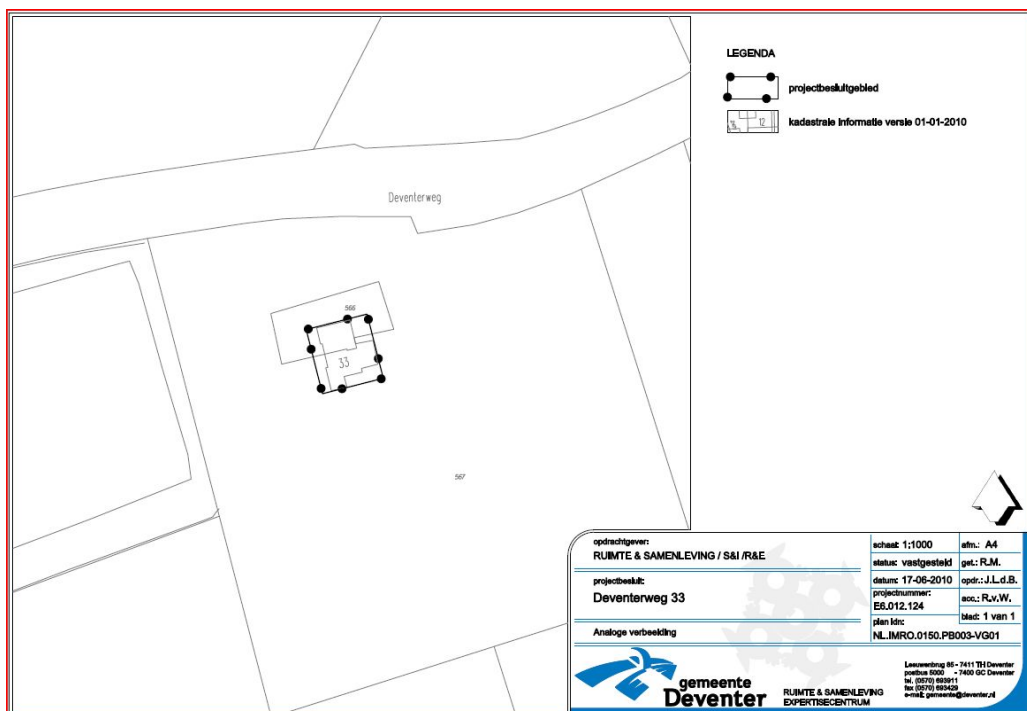 LEGENDA
projectbesluitgebied
12
kadastrale informatie versie 01-01-2010
Deventerweg
566
33
567
opdrachtgever:
RUIMTE & SAMENLEVING / S&I /R&E
projectbesluit:
Deventerweg 33
Analoge verbeelding
schaal: 1:1000
afm.: A4
status: vastgesteld
get.: R.M.
datum: 17-06-2010
opdr.: J.L.d.B.
projectnummer:
E6.012.124
acc.: R.v.W.
blad: 1 van 1
plan idn:
NL.IMRO.0150.PB003-VG01
gemeente
Deventer
RUIMTE & SAMENLEVING
EXPERTISECENTRUM
Leeuwenbrug 85 - 7411 TH Deventer
postbus 5000 - 7400 GC Deventer
tel. (0570) 693911
fax (0570) 693429
e-mail: gemeente@deventer.nl